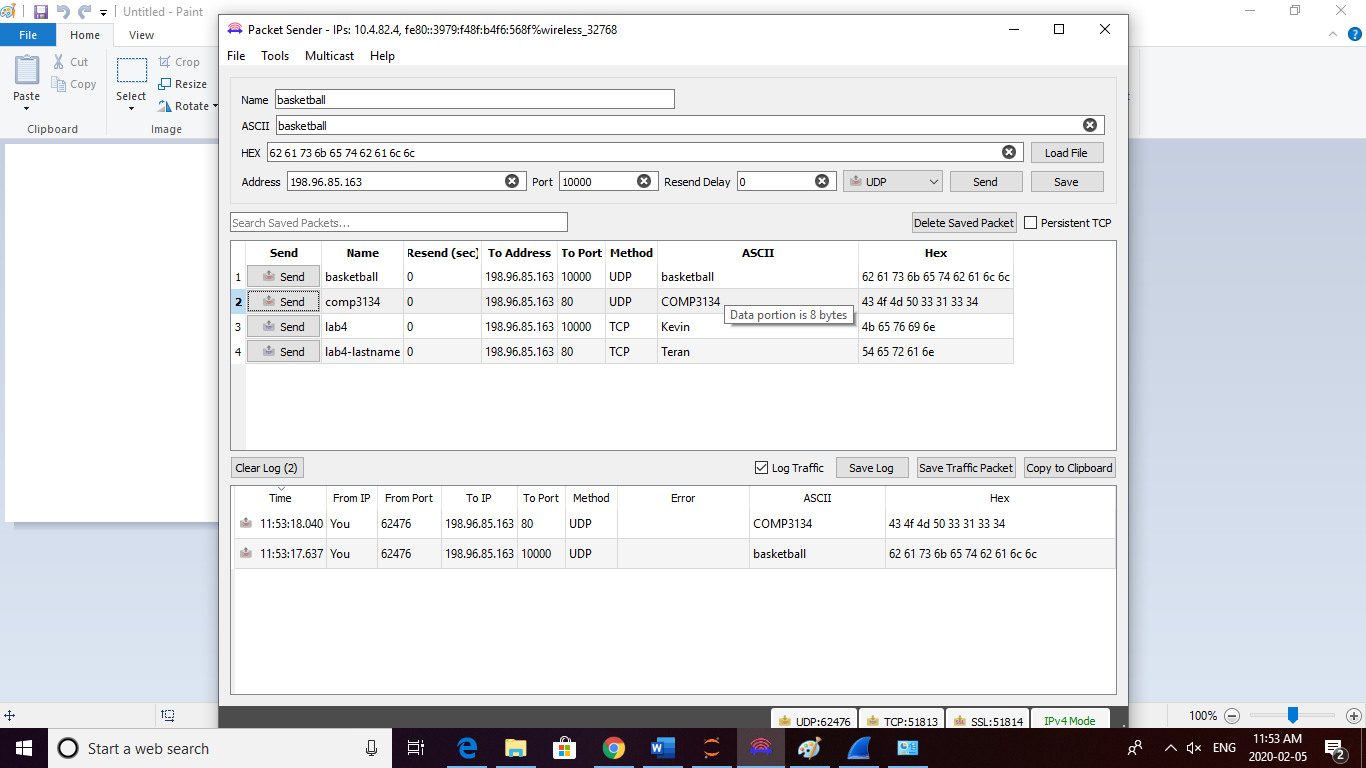 Untitled - Paint
File Home View
Paste
Cut
Copy
Clipboard
Select
Crop
Resize
Rotate
Image
Packet Sender - IPs: 10.4.82.4, fe80::3979:f48f:b4f6:568f%wireless_32768
File Tools Multicast Help
Name basketball
ASCII basketball
HEX 62 61 73 6b 65 74 62 61 6c 6c Load File
Address 198.96.85.163 Port 10000 Resend Delay 0 UDP Send Save
Search Saved Packets... Delete Saved Packet Persistent TCP
Send Name Resend (sec) To Address To Port Method ASCII Hex
1 Send basketball 0 198.96.85.163 10000 UDP basketball 62 61 73 6b 65 74 62 61 6c 6c
2 Send comp3134 0 198.96.85.163 80 UDP COMP3134 43 4f 4d 50 33 31 33 34
Data portion is 8 bytes
3 Send lab4 0 198.96.85.163 10000 TCP Kevin 4b 65 76 69 6e
4 Send lab4-lastname 0 198.96.85.163 80 TCP Teran 54 65 72 61 6e
Clear Log (2) Log Traffic Save Log Save Traffic Packet Copy to Clipboard
Time From IP From Port To IP To Port Method Error ASCII Hex
11:53:18.040 You 62476 198.96.85.163 80 UDP COMP3134 43 4f 4d 50 33 31 33 34
11:53:17.637 You 62476 198.96.85.163 10000 UDP basketball 62 61 73 6b 65 74 62 61 6c 6c
UDP:62476 TCP:51813 SSL:51814 IPv4 Mode
100%
Start a web search
ENG
11:53 AM
2020-02-05
2